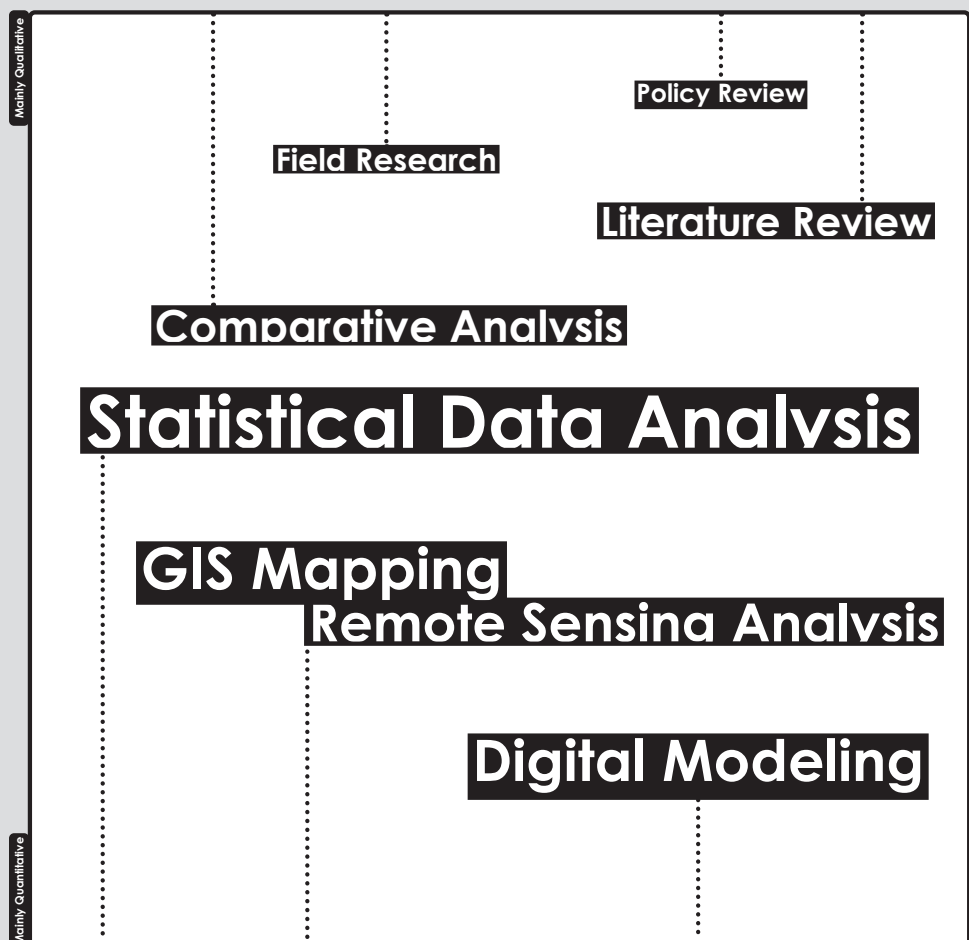 Mainly Qualitative
Policy Review
Field Research
Literature Review
Comparative Analysis
Statistical Data Analysis
GIS Mapping
Remote Sensing Analysis
Digital Modeling
Mainly Quantitative